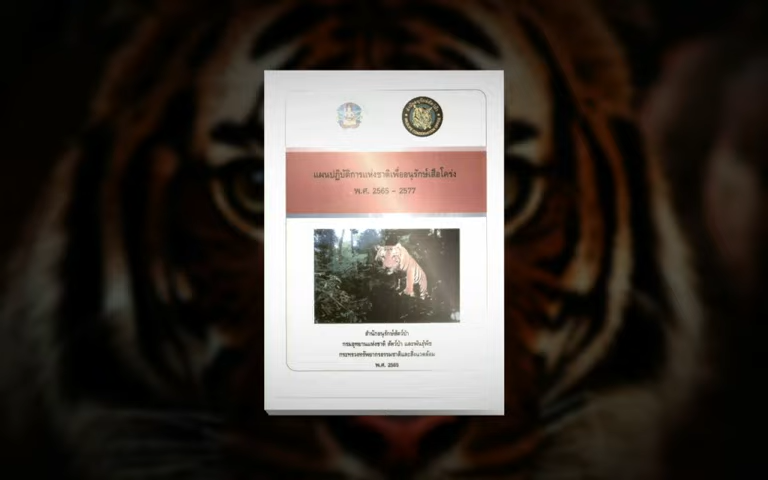 แผนปฏิบัติการแห่งชาติเพื่ออนุรักษ์เสือโคร่ง
พ.ศ. 2565 – 2577
สำนักอนุรักษ์สัตว์ป่า
กรมอุทยานแห่งชาติ สัตว์ป่า และพันธุ์พืช
กระทรวงทรัพยากรธรรมชาติและสิ่งแวดล้อม
พ.ศ. 2565